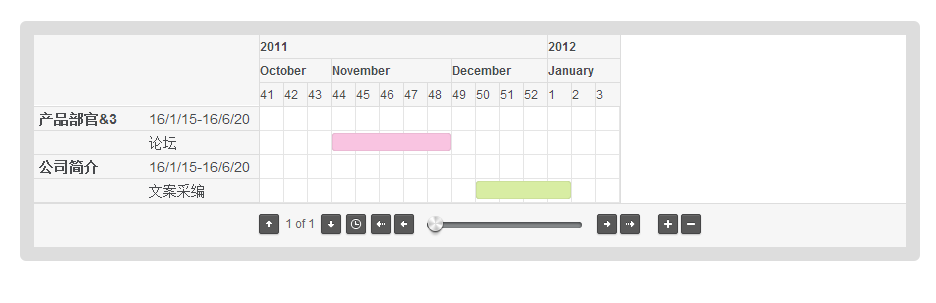 2011 2012
October November December January
41 42 43 44 45 46 47 48 49 50 51 52 1 2 3
产品部官&3 16/1/15-16/6/20
论坛
公司简介 16/1/15-16/6/20
文案采编
1 of 1